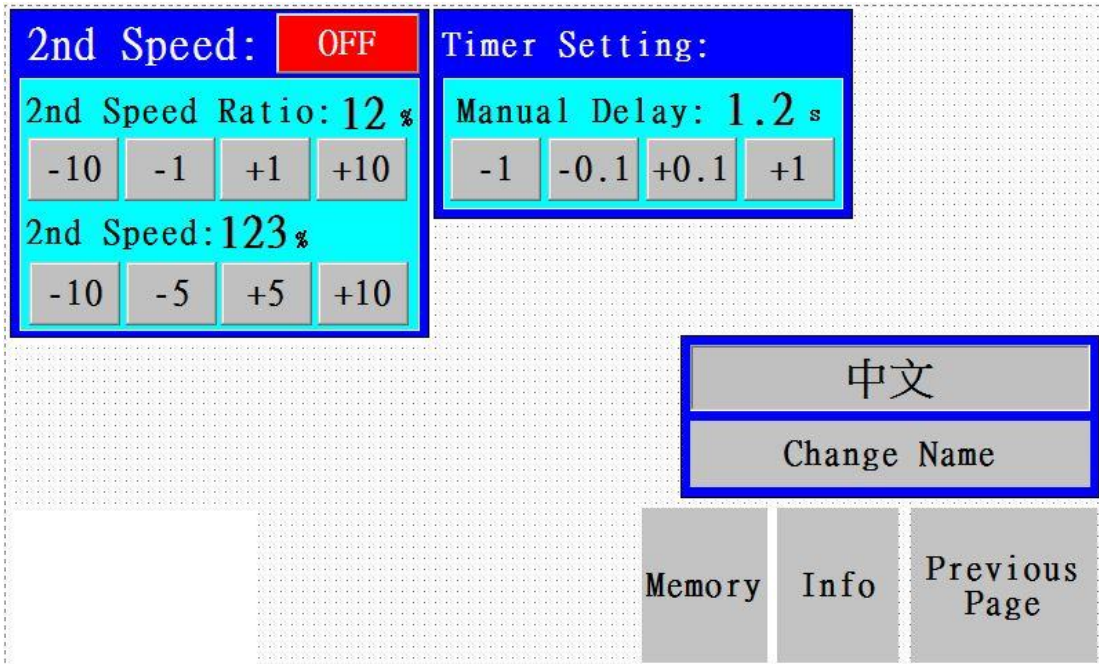 2nd Speed: OFF
2nd Speed Ratio: 12 %
-10 -1 +1 +10
2nd Speed: 123 %
-10 -5 +5 +10
Timer Setting:
Manual Delay: 1.2 s
-1 -0.1 +0.1 +1
中文
Change Name
Memory
Info
Previous
Page